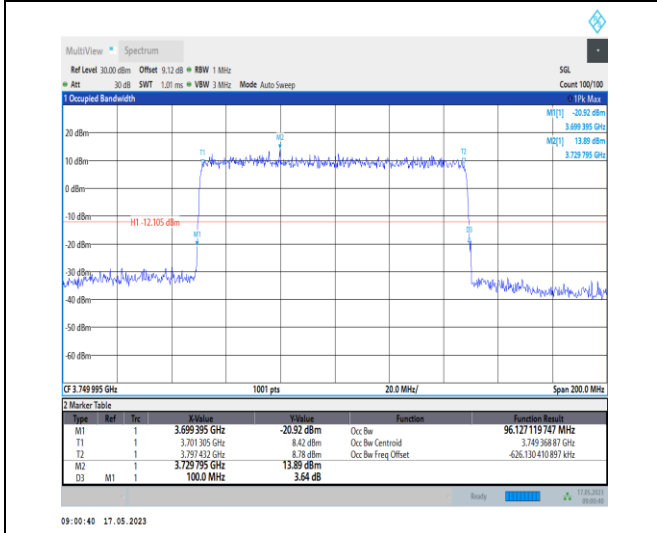 MultiView Spectrum
Ref Level 30.00 dBm Offset 9.12 dB RBW 1 MHz SGL
Att 30 dB SWT 1.01 ms VBW 3 MHz Mode Auto Sweep Count 100/100
1 Occupied Bandwidth 1Pk Max
M1[1] -20.92 dBm
3.699 395 GHz
M2[1] 13.89 dBm
3.729 795 GHz
20 dBm
M2
T1 T2
10 dBm
0 dBm
-10 dBm
H1 -12.105 dBm
M1 D3
-20 dBm
-30 dBm
-40 dBm
-50 dBm
-60 dBm
CF 3.749 995 GHz 1001 pts 20.0 MHz/ Span 200.0 MHz
2 Marker Table
Type Ref Trc X-Value Y-Value Function Function Result
M1 1 3.699 395 GHz -20.92 dBm Occ Bw 96.127 119 747 MHz
T1 1 3.701 305 GHz 8.42 dBm Occ Bw Centroid 3.749 368 87 GHz
T2 1 3.797 432 GHz 8.78 dBm Occ Bw Freq Offset -626.130 410 897 kHz
M2 1 3.729 795 GHz 13.89 dBm
D3 M1 1 100.0 MHz 3.64 dB
Ready 17.05.2023
09:00:40
09:00:40 17.05.2023